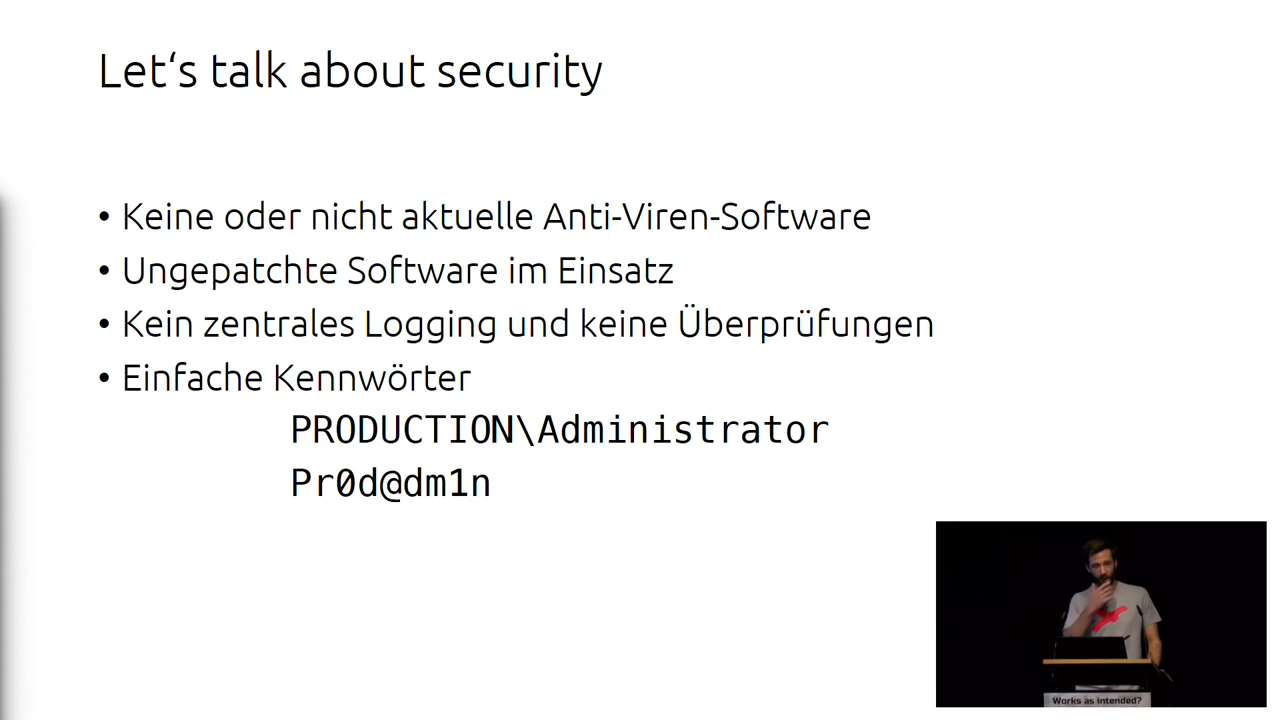 Let‘s talk about security
• Keine oder nicht aktuelle Anti-Viren-Software
• Ungepatchte Software im Einsatz
• Kein zentrales Logging und keine Überprüfungen
• Einfache Kennwörter
PRODUCTION\Administrator
Pr0d@dm1n
Works as intended?